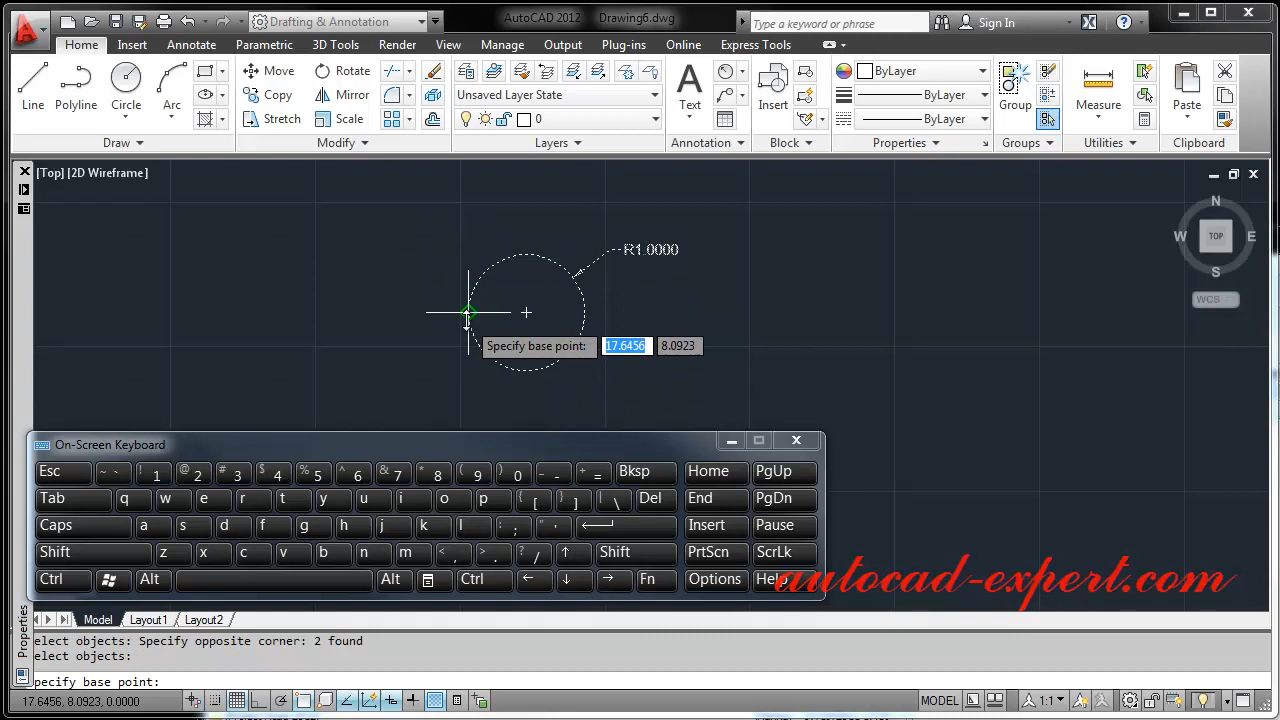 Drafting & Annotation
AutoCAD 2012 Drawing6.dwg
Type a keyword or phrase
Sign In
Home Insert Annotate Parametric 3D Tools Render View Manage Output Plug-ins Online Express Tools
Line Polyline Circle Arc
Move Rotate
Copy Mirror
Stretch Scale
Unsaved Layer State
0
Text Insert
ByLayer
ByLayer
ByLayer
Group Measure Paste
Draw Modify Layers Annotation Block Properties Groups Utilities Clipboard
[Top] [2D Wireframe]
N
W TOP E
S
WCS
R1.0000
Specify base point: 17.6456 8.0923
On-Screen Keyboard
Esc ~ ` ! 1 @ 2 # 3 $ 4 % 5 ^ 6 & 7 * 8 ( 9 ) 0 _ - + = Bksp Home PgUp
Tab q w e r t y u i o p { [ } ] | \ Del End PgDn
Caps a s d f g h j k l : ; " ' Insert Pause
Shift z x c v b n m < , > . ? / ↑ Shift PrtScn ScrLk
Ctrl Alt Alt Ctrl ← ↓ → Fn Options Help
autocad-expert.com
Model Layout1 Layout2
Properties
elect objects: Specify opposite corner: 2 found
elect objects:
pecify base point:
17.6456, 8.0923, 0.0000
MODEL
1:1